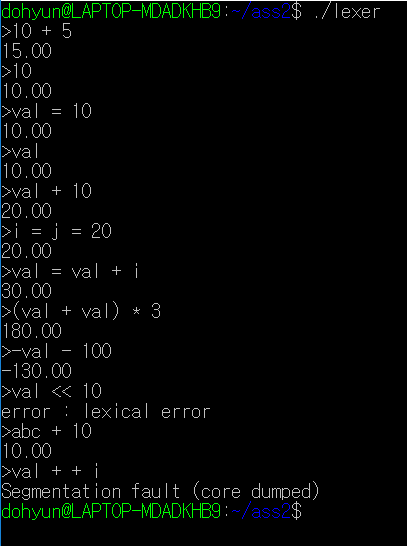 dohyun@LAPTOP-MDADKHB9:~/ass2$ ./lexer
>10 + 5
15.00
>10
10.00
>val = 10
10.00
>val
10.00
>val + 10
20.00
>i = j = 20
20.00
>val = val + i
30.00
>(val + val) * 3
180.00
>-val - 100
-130.00
>val << 10
error : lexical error
>abc + 10
10.00
>val + + i
Segmentation fault (core dumped)
dohyun@LAPTOP-MDADKHB9:~/ass2$